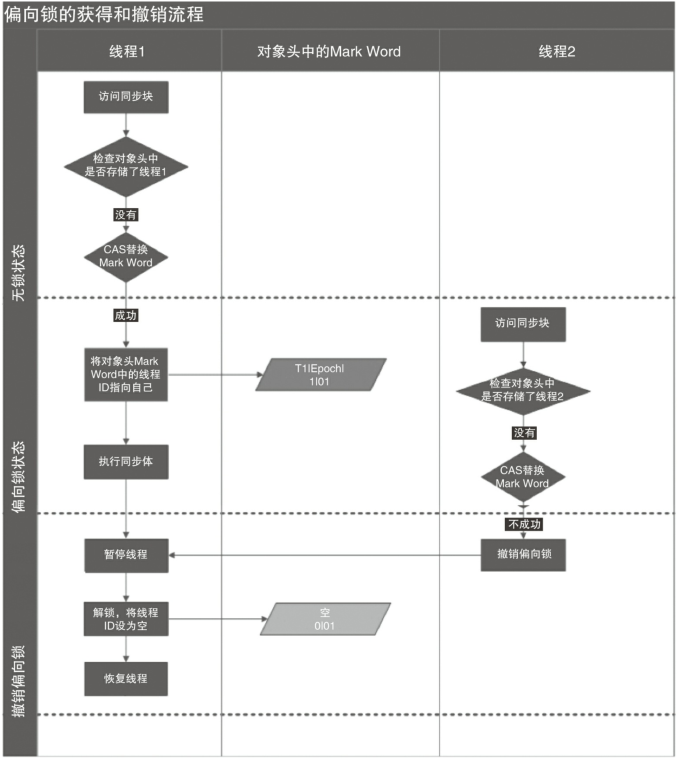 偏向锁的获得和撤销流程
线程1
对象头中的Mark Word
线程2
无锁状态
访问同步块
检查对象头中
是否存储了线程1
没有
CAS替换
Mark Word
偏向锁状态
成功
将对象头Mark
Word中的线程
ID指向自己
T1|Epoch|
1|01
执行同步体
访问同步块
检查对象头中
是否存储了线程2
没有
CAS替换
Mark Word
不成功
撤销偏向锁
撤销偏向锁
暂停线程
解锁，将线程
ID设为空
空
0|01
恢复线程